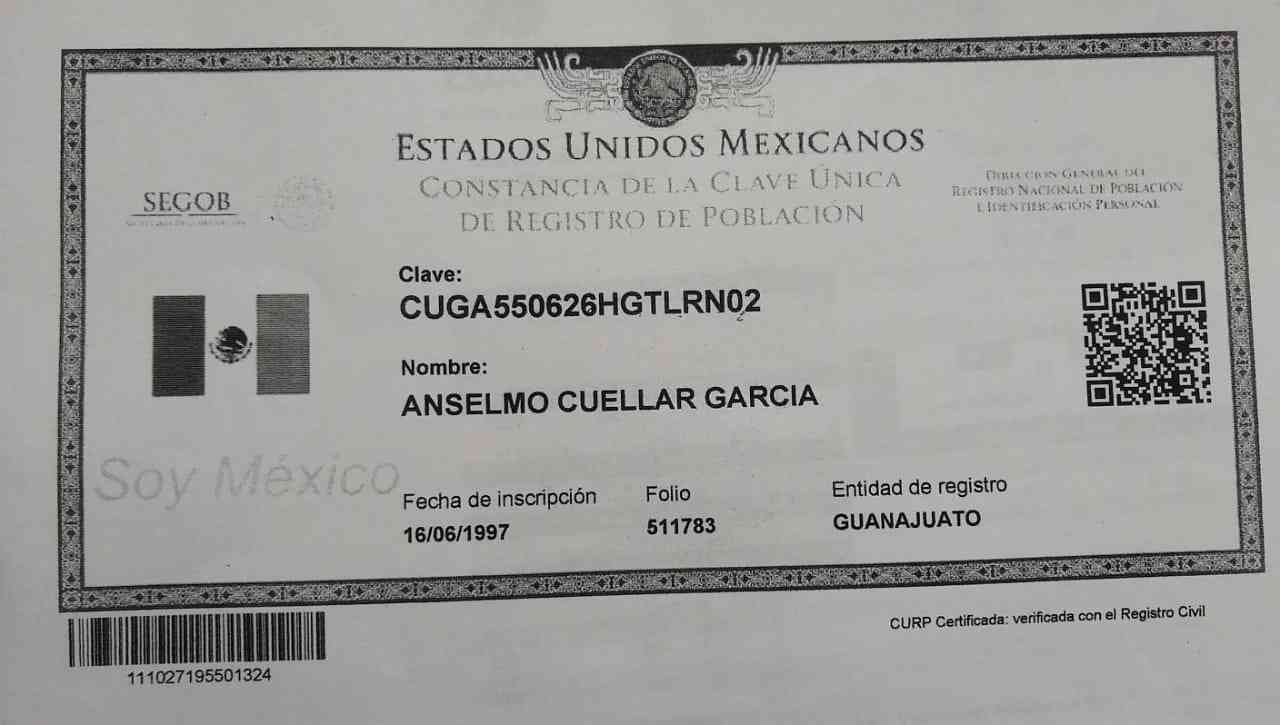 ESTADOS UNIDOS MEXICANOS
CONSTANCIA DE LA CLAVE ÚNICA
DE REGISTRO DE POBLACIÓN
SEGOB
DIRECCIÓN GENERAL DEL
REGISTRO NACIONAL DE POBLACIÓN
E IDENTIFICACIÓN PERSONAL
Clave:
CUGA550626HGTLRN02
Nombre:
ANSELMO CUELLAR GARCIA
Soy México
Fecha de inscripción
16/06/1997
Folio
511783
Entidad de registro
GUANAJUATO
111027195501324
CURP Certificada: verificada con el Registro Civil